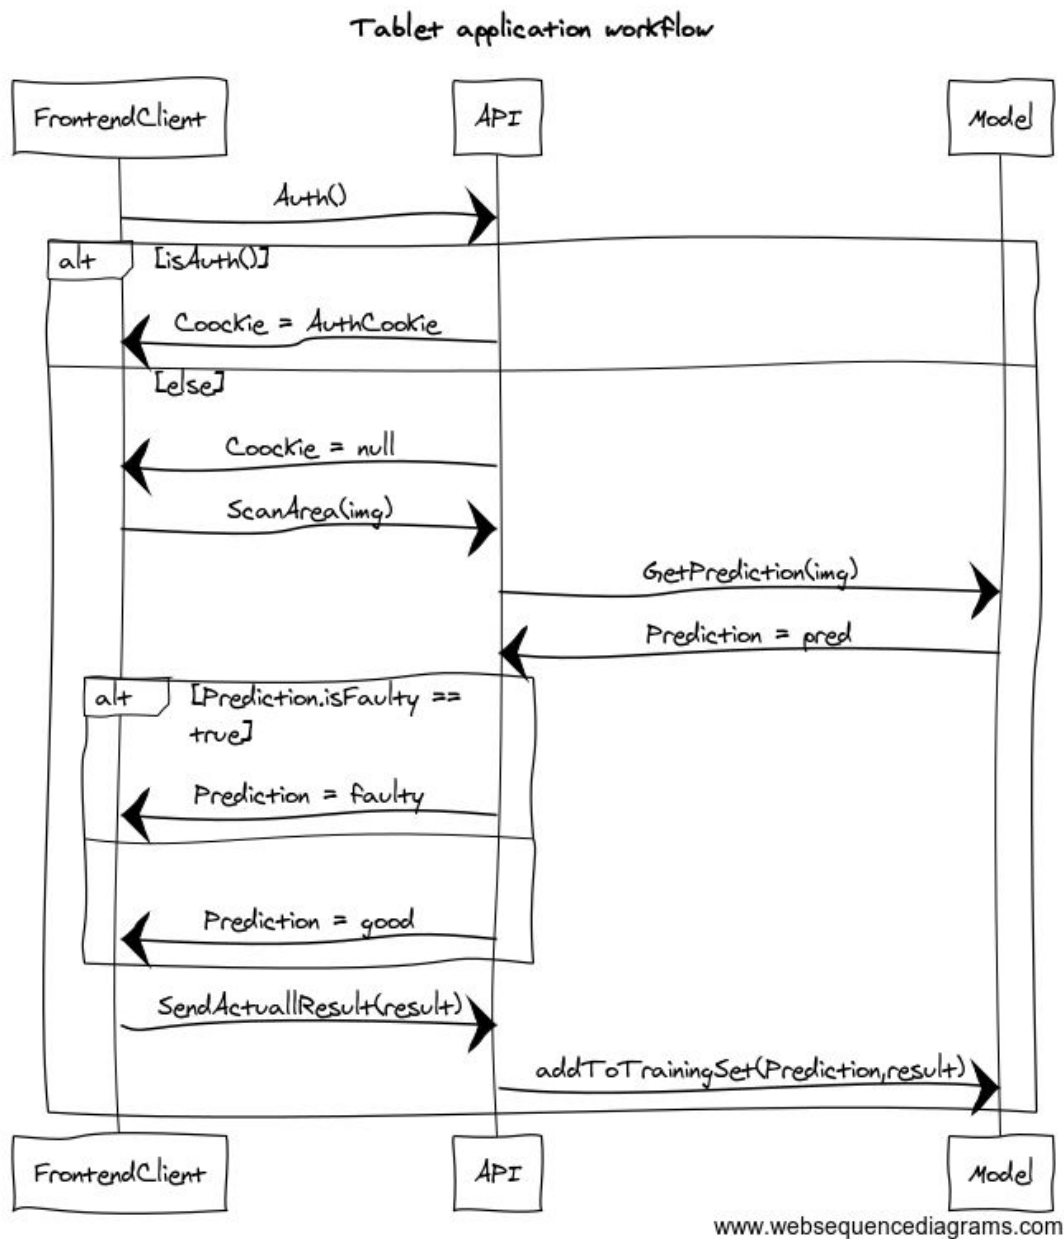 Tablet application workflow
FrontendClient API Model
Auth()
alt [isAuth()]
Coockie = AuthCookie
[else]
Coockie = null
ScanArea(img)
GetPrediction(img)
Prediction = pred
alt [Prediction.isFaulty ==
true]
Prediction = faulty
Prediction = good
SendActuallResult(result)
addToTrainingSet(Prediction,result)
FrontendClient API Model
www.websequencediagrams.com